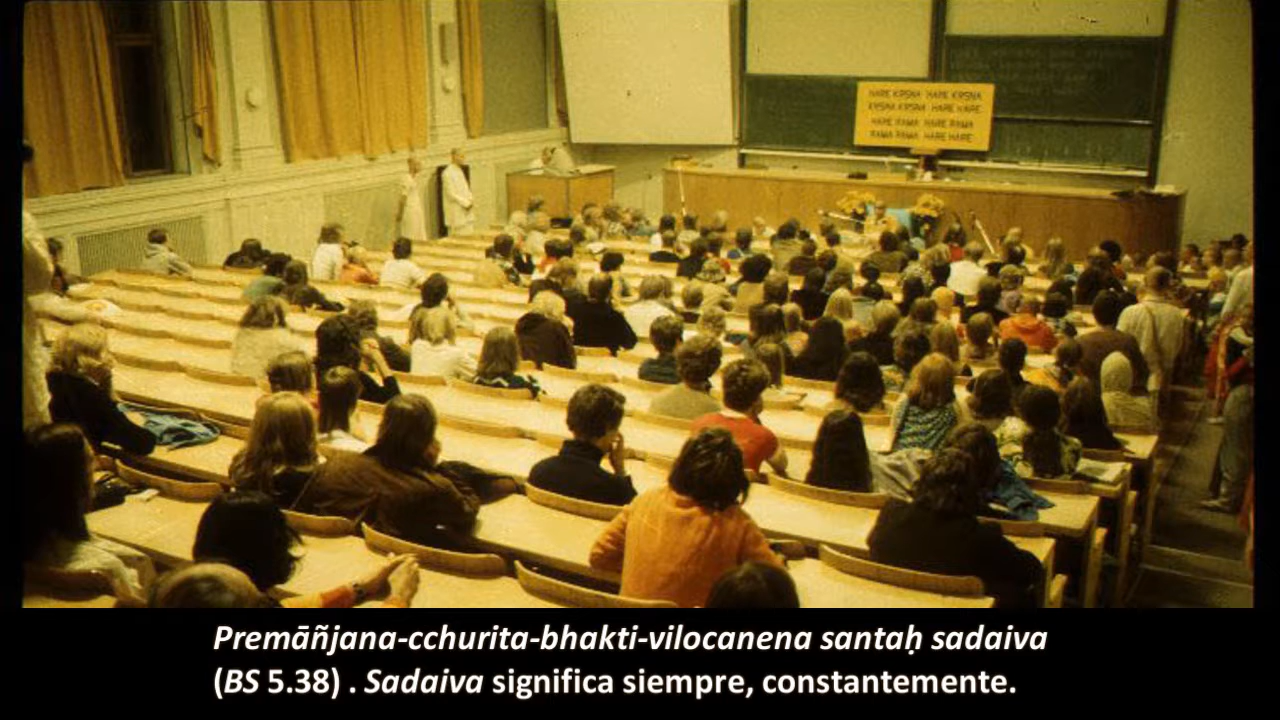 HARE KRSNA HARE KRSNA
KRSNA KRSNA HARE HARE
HARE RAMA HARE RAMA
RAMA RAMA HARE HARE
Premāñjana-cchurita-bhakti-vilocanena santaḥ sadaiva
(BS 5.38) . Sadaiva significa siempre, constantemente.